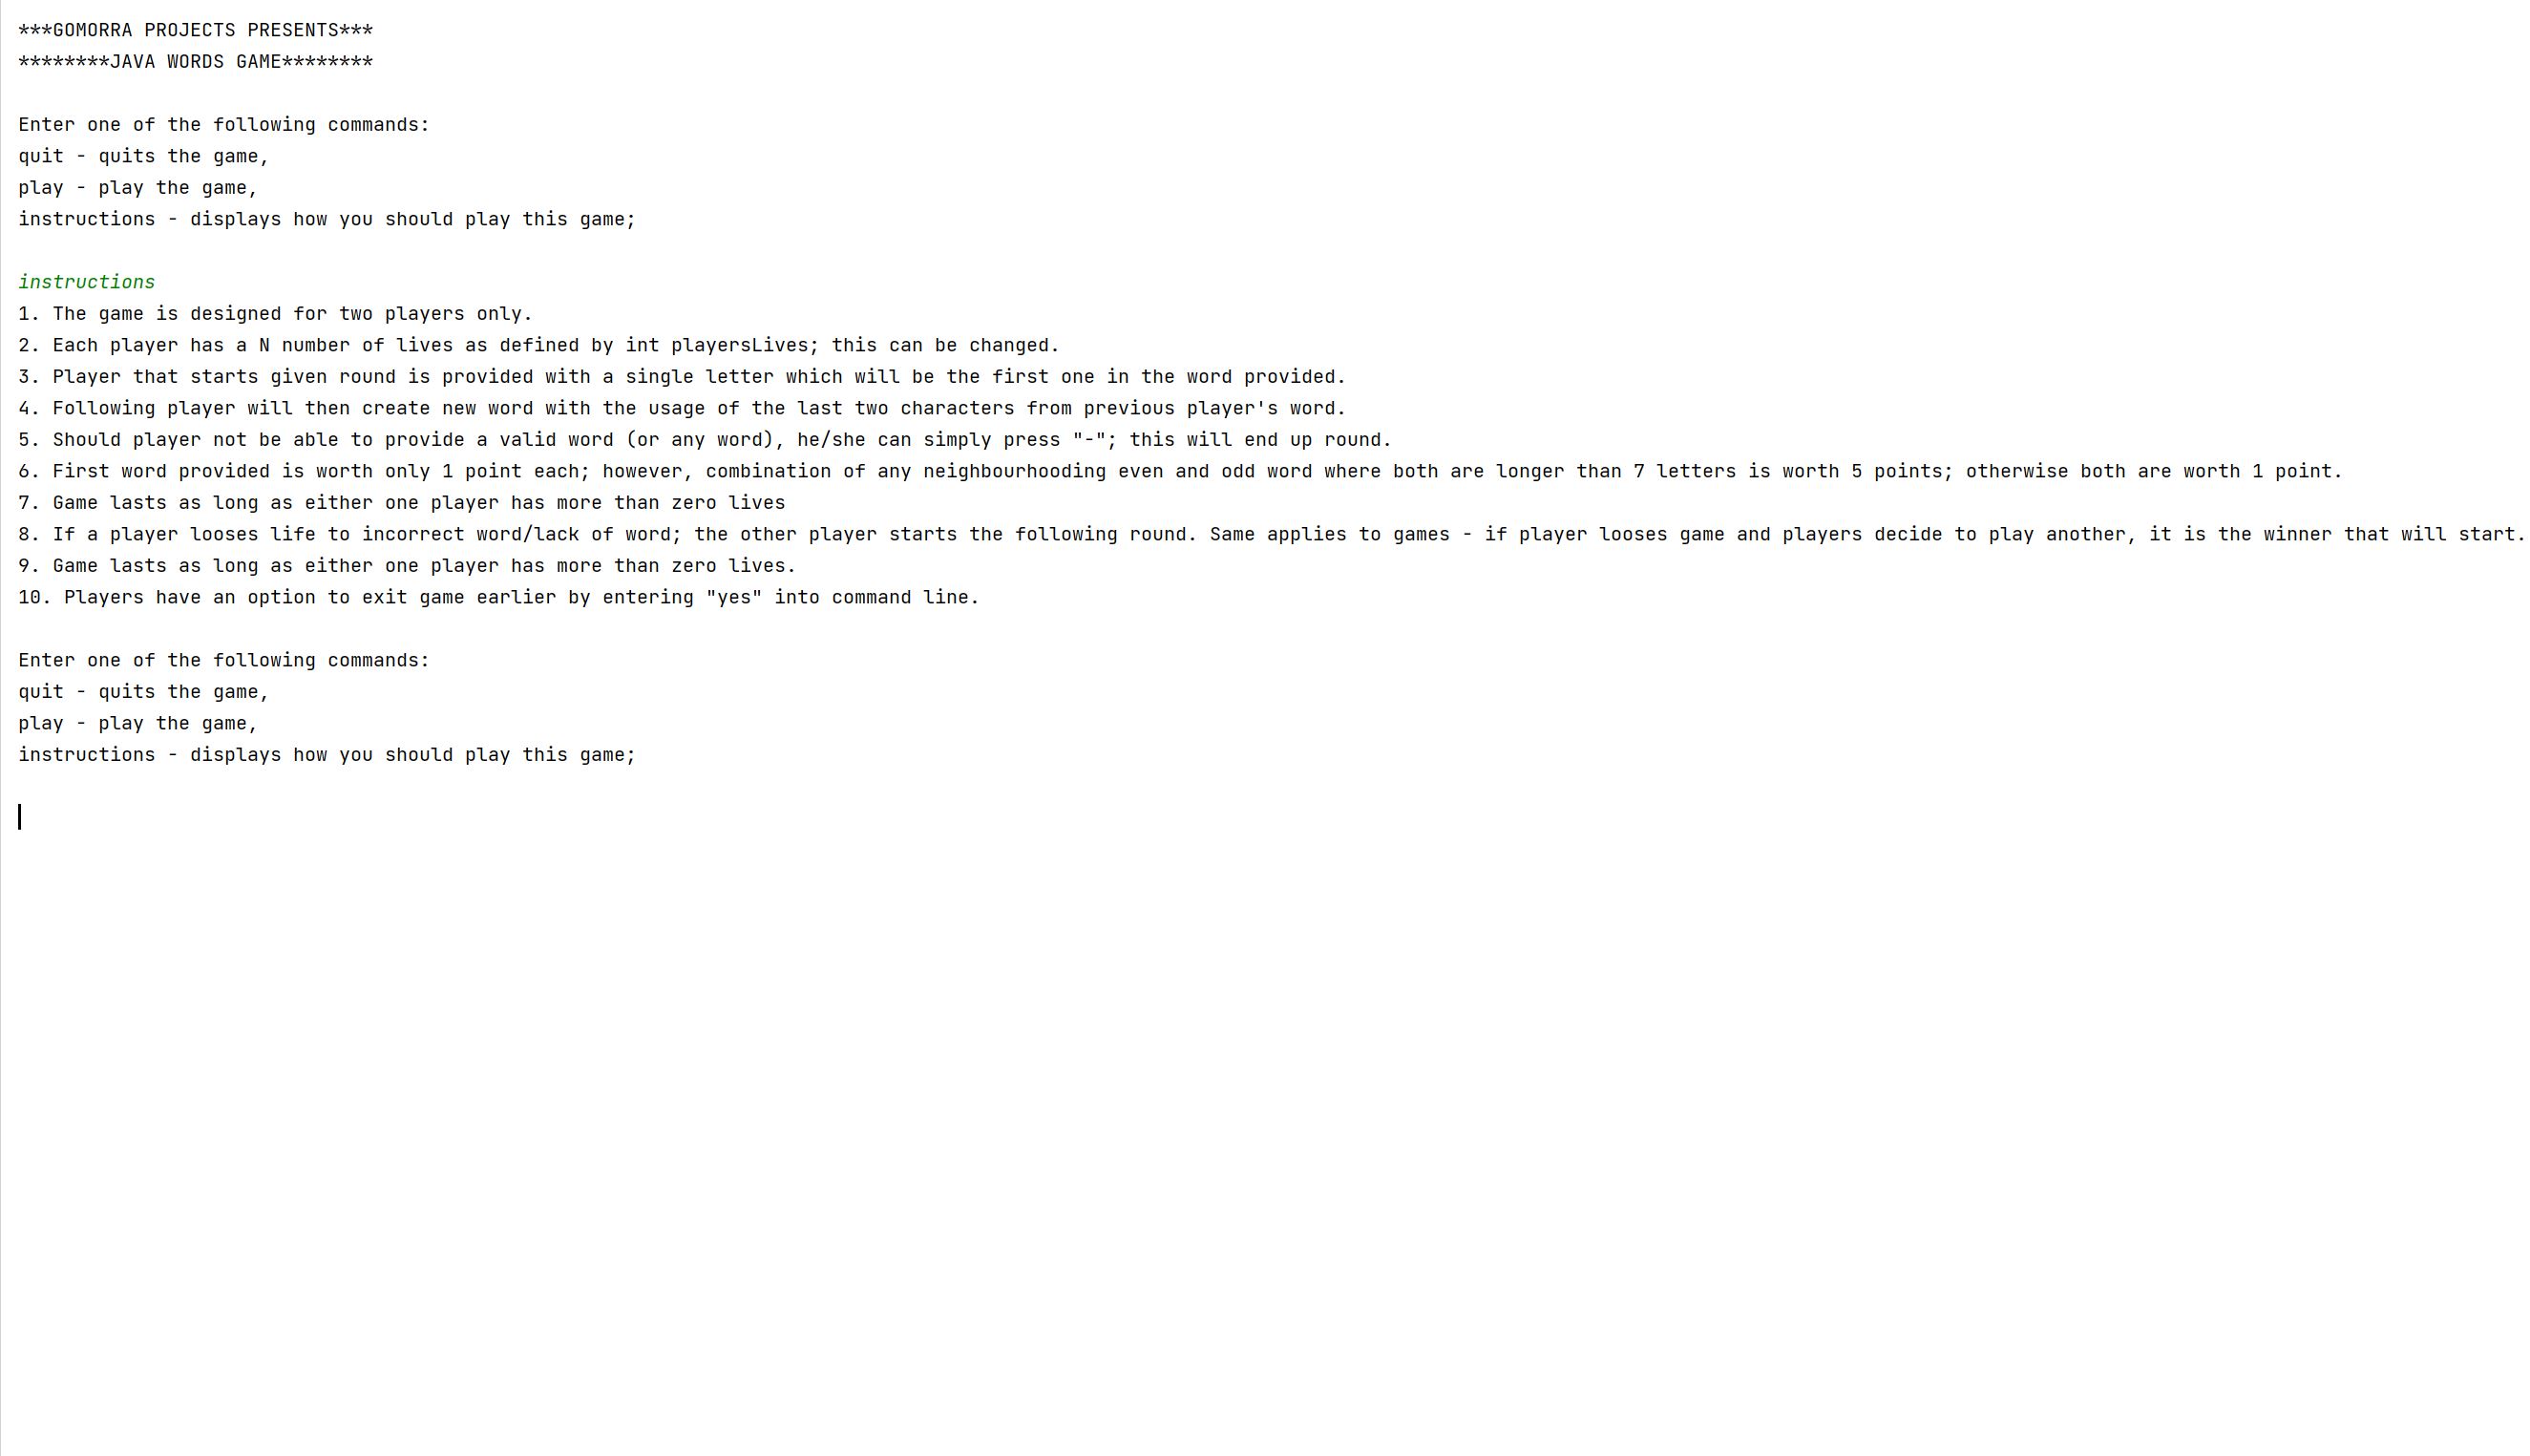 ***GOMORRA PROJECTS PRESENTS***
********JAVA WORDS GAME********
Enter one of the following commands:
quit - quits the game,
play - play the game,
instructions - displays how you should play this game;
instructions
1. The game is designed for two players only.
2. Each player has a N number of lives as defined by int playersLives; this can be changed.
3. Player that starts given round is provided with a single letter which will be the first one in the word provided.
4. Following player will then create new word with the usage of the last two characters from previous player's word.
5. Should player not be able to provide a valid word (or any word), he/she can simply press "-"; this will end up round.
6. First word provided is worth only 1 point each; however, combination of any neighbourhooding even and odd word where both are longer than 7 letters is worth 5 points; otherwise both are worth 1 point.
7. Game lasts as long as either one player has more than zero lives
8. If a player looses life to incorrect word/lack of word; the other player starts the following round. Same applies to games - if player looses game and players decide to play another, it is the winner that will start.
9. Game lasts as long as either one player has more than zero lives.
10. Players have an option to exit game earlier by entering "yes" into command line.
Enter one of the following commands:
quit - quits the game,
play - play the game,
instructions - displays how you should play this game;